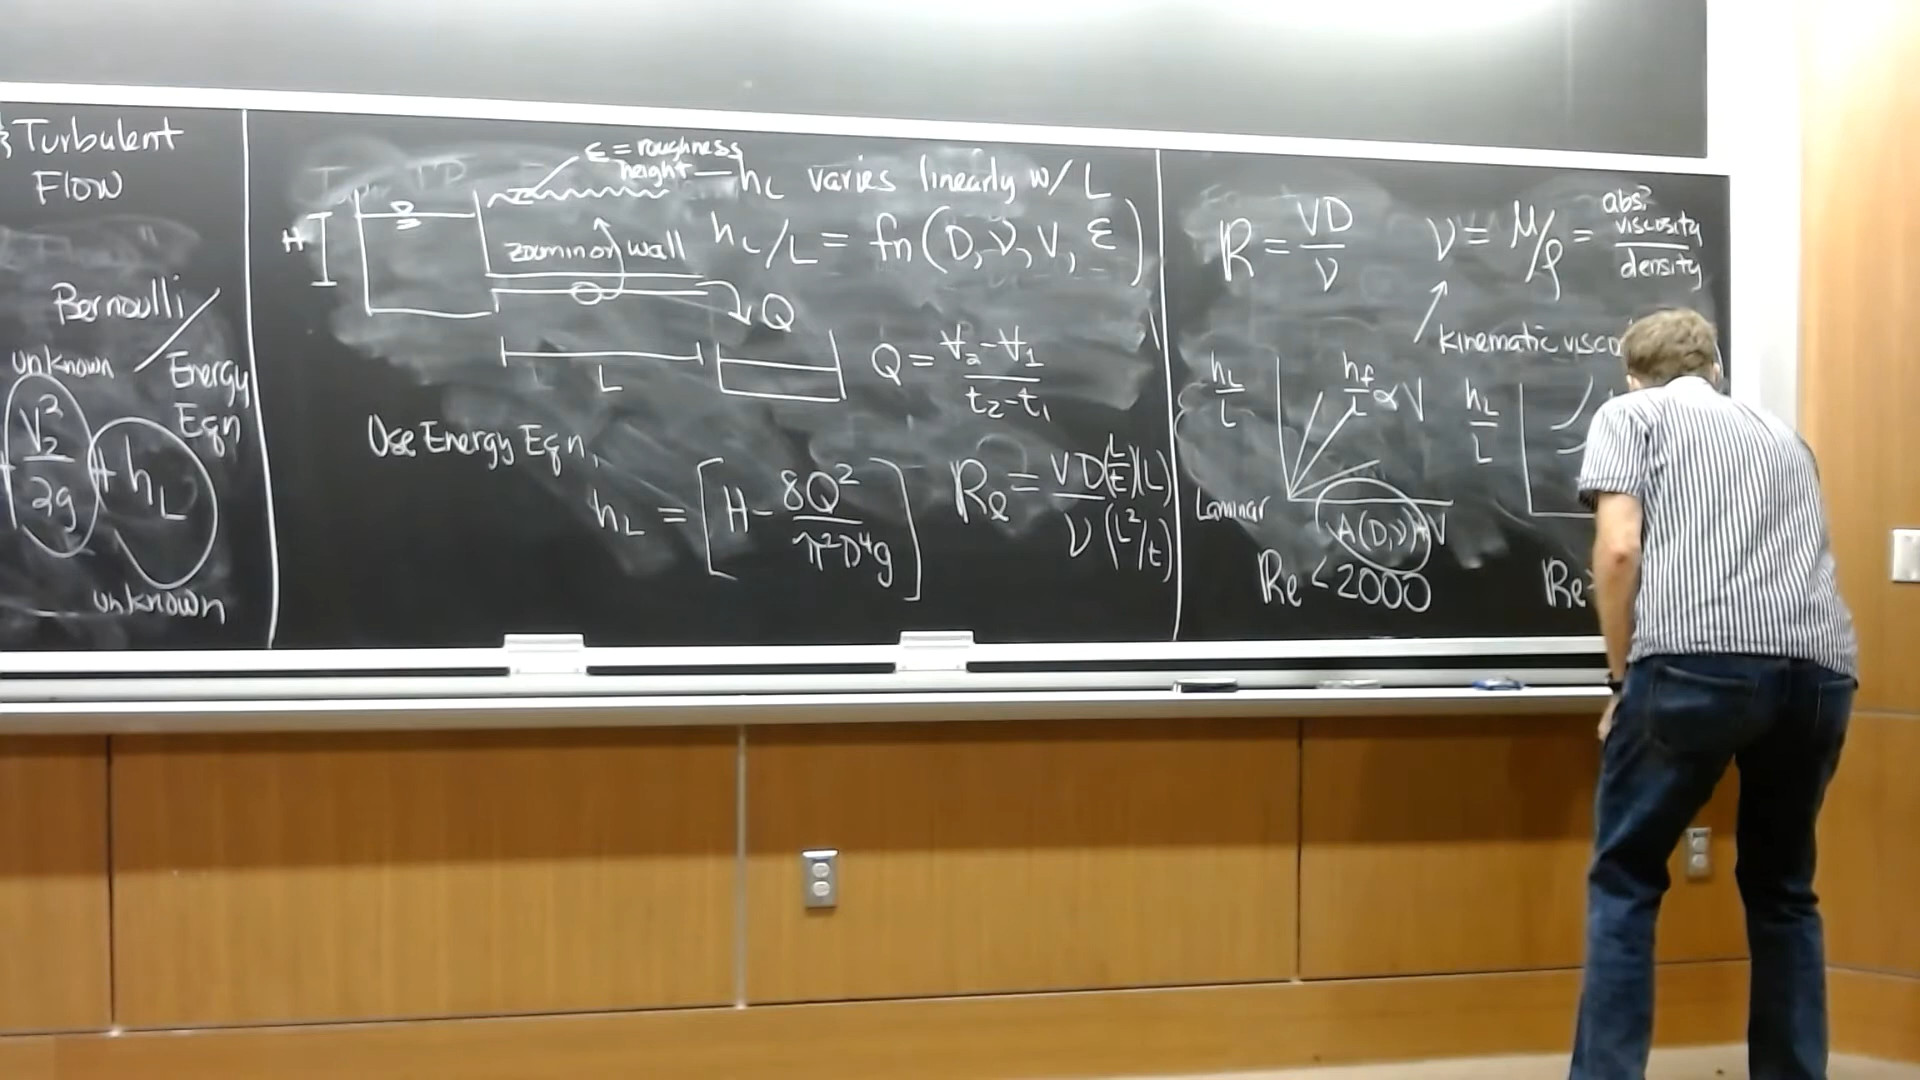 & Turbulent
Flow
Bernoulli/
Energy
Eqn
unknown
+ V₂²/2g + hL
unknown
ε = roughness
height
H
zoom in on wall
Q
L
Use Energy Eqn,
hL = [H - 8Q²/π²D⁴g]
hL varies linearly w/ L
hL/L = fn(D, ν, V, ε)
Q = (V₂-V₁)/(t₂-t₁)
Re = VD(L/t)(L)/ν(L²/t)
R = VD/ν
ν = μ/ρ = abs. viscosity/density
kinematic
hL/L
hf/L ∝ V
Laminar
A(D,ν)*V
Re < 2000
hL/L
Re >